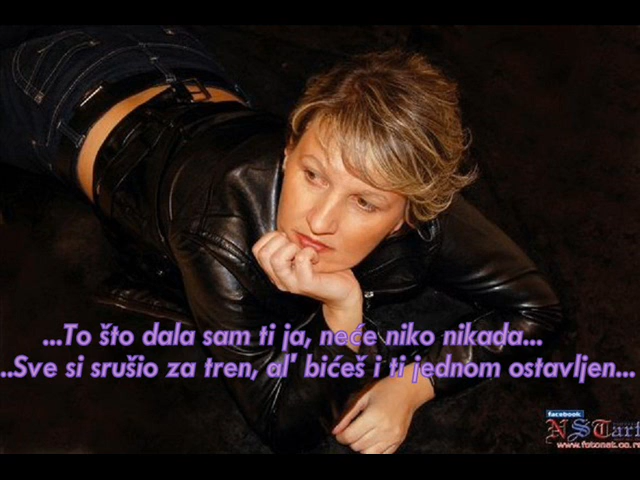 ...To što dala sam ti ja, neće niko nikada...
..Sve si srušio za tren, al' bićeš i ti jednom ostavljen...
facebook
NSTart
www.fotonst.co.rs